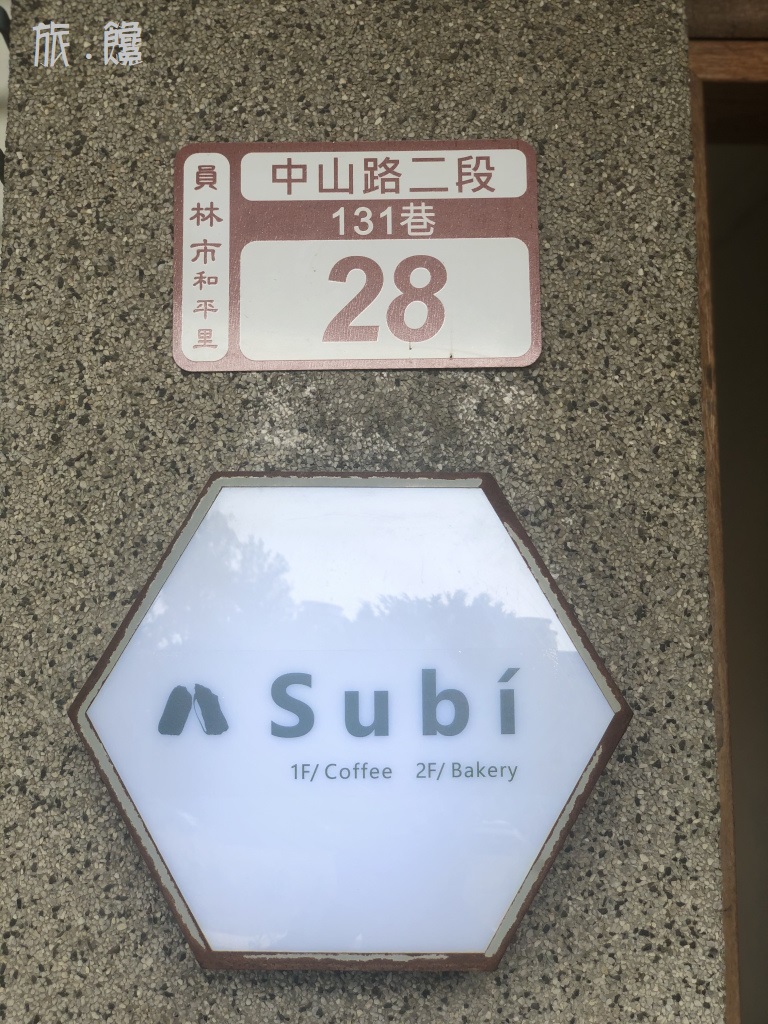 旅.饞
員林市和平里
中山路二段
131巷
28
Subí
1F/ Coffee 2F/ Bakery